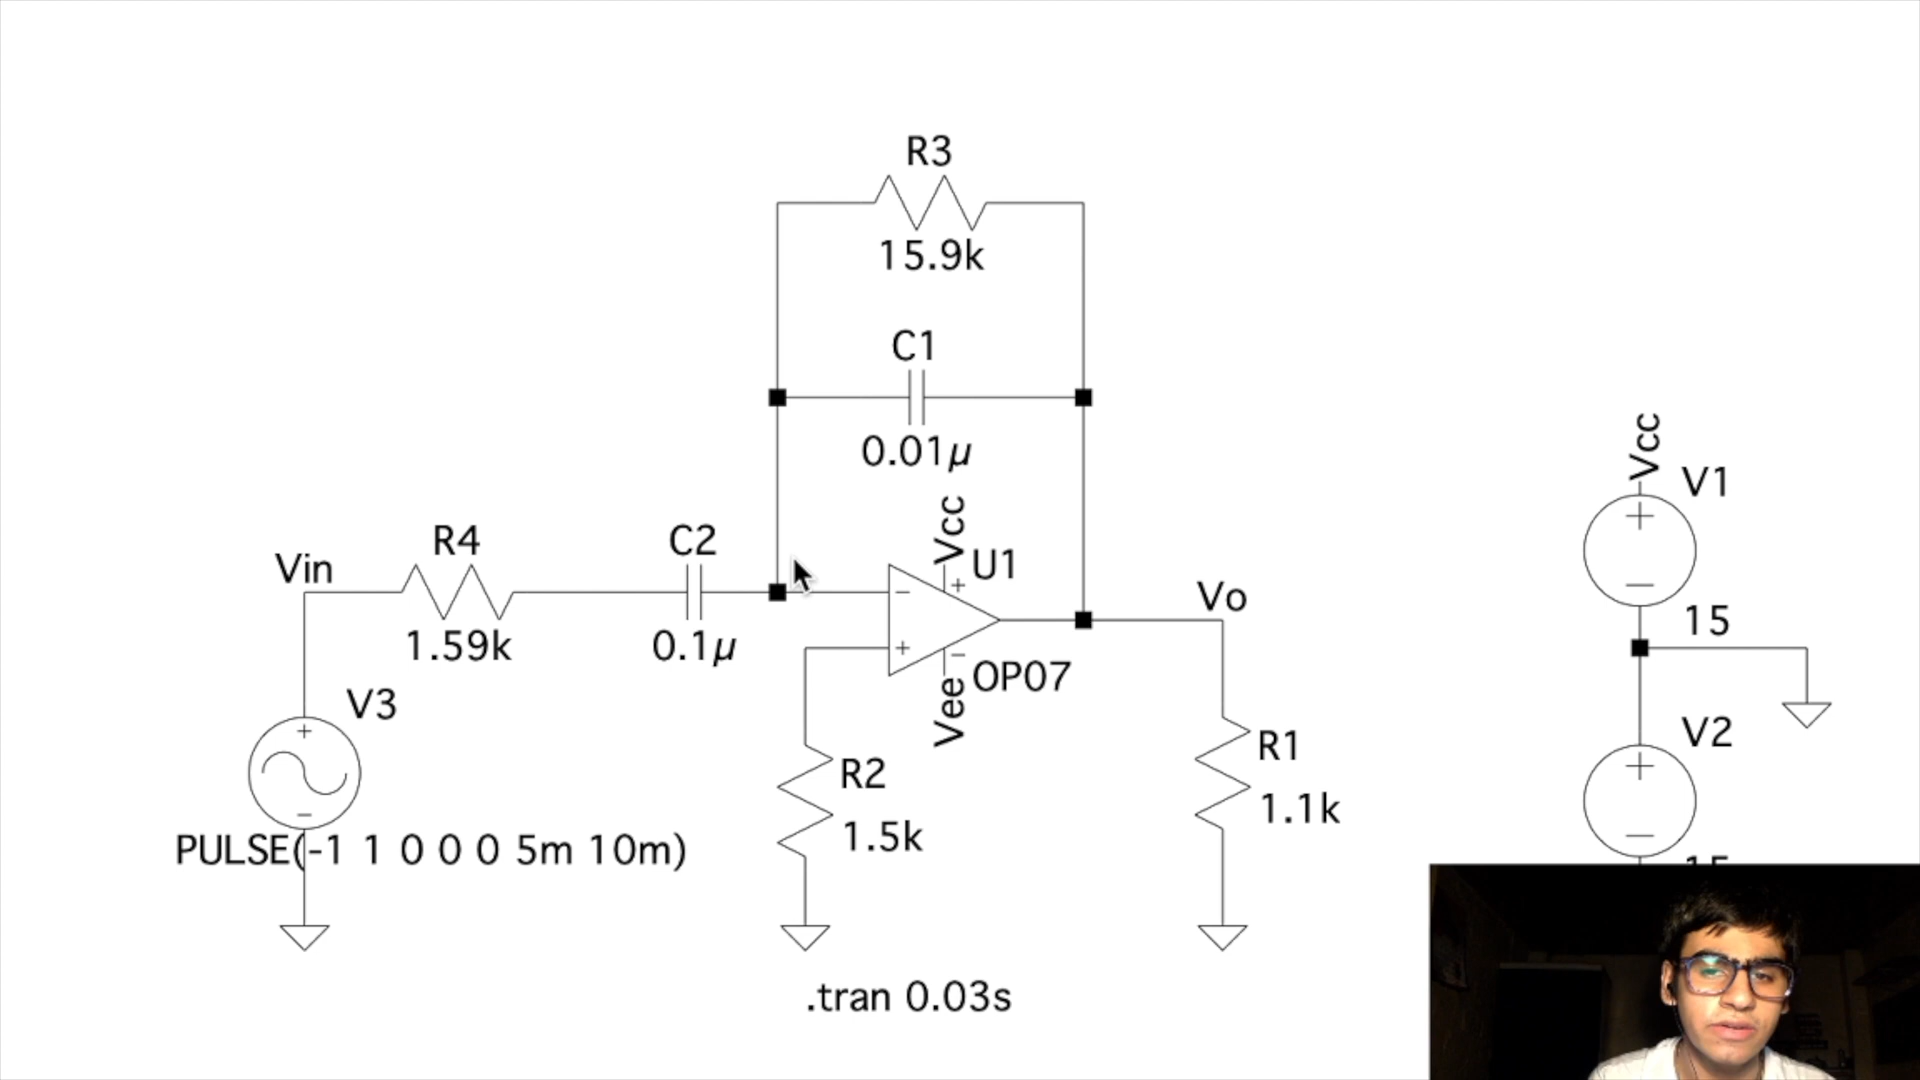 R3
15.9k
C1
0.01µ
Vcc
Vcc
V1
R4
C2
Vin
U1
Vo
+
−
+
+
−
−
1.59k
0.1µ
15
OP07
Vee
V3
+
−
R2
R1
V2
+
−
1.5k
1.1k
PULSE(-1 1 0 0 0 5m 10m)
.tran 0.03s